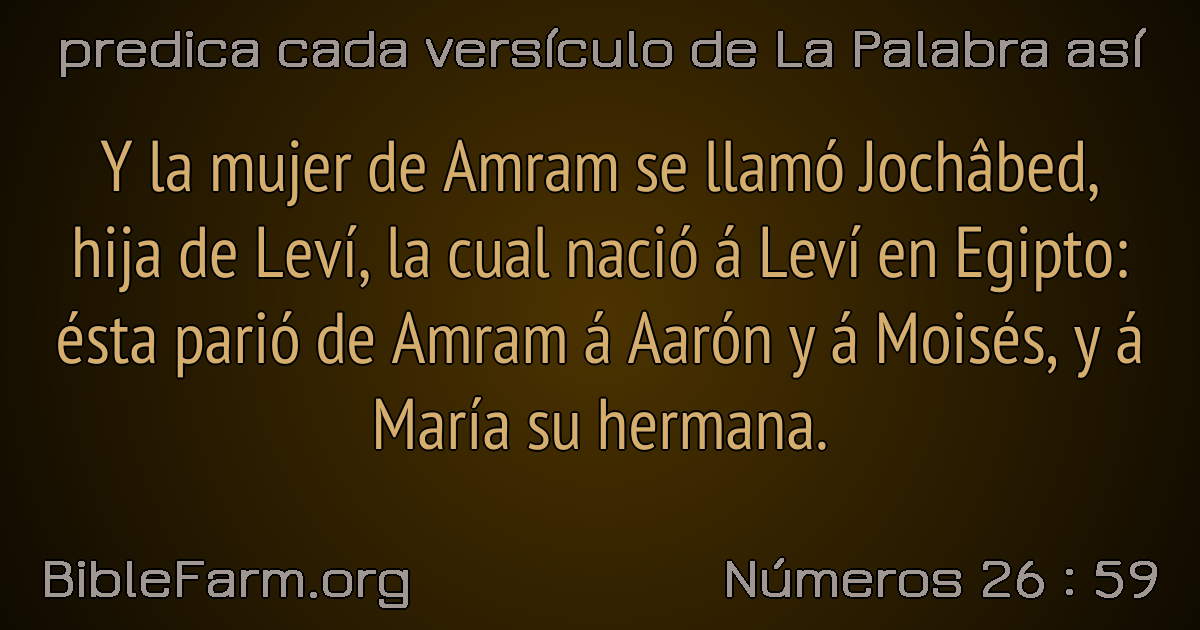 predica cada versículo de La Palabra así
Y la mujer de Amram se llamó Jochâbed,
hija de Leví, la cual nació á Leví en Egipto:
ésta parió de Amram á Aarón y á Moisés, y á
María su hermana.
BibleFarm.org
Números 26 : 59